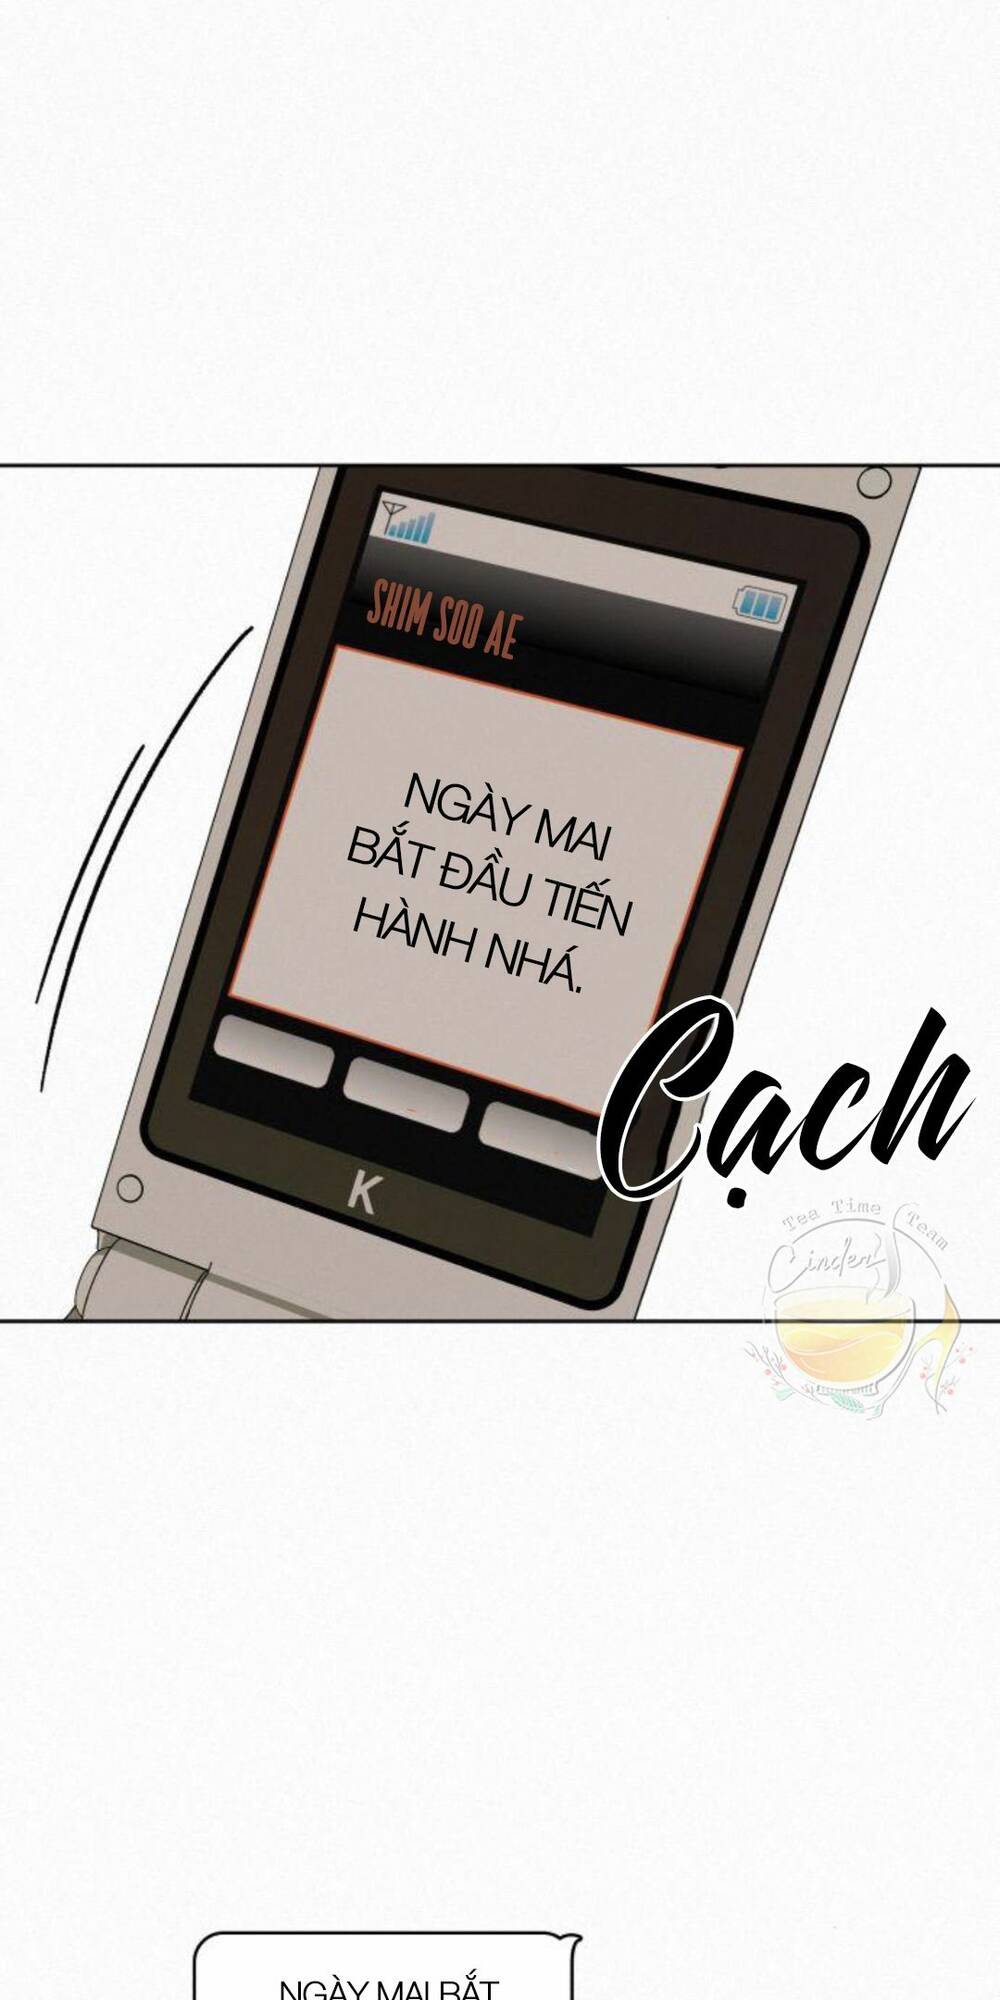 SHIM SOO AE
NGÀY MAI
BẮT ĐẦU TIẾN
HÀNH NHÁ.
Cạch
K
Tea Time Team
Cinder
NGÀY MAI BẮT